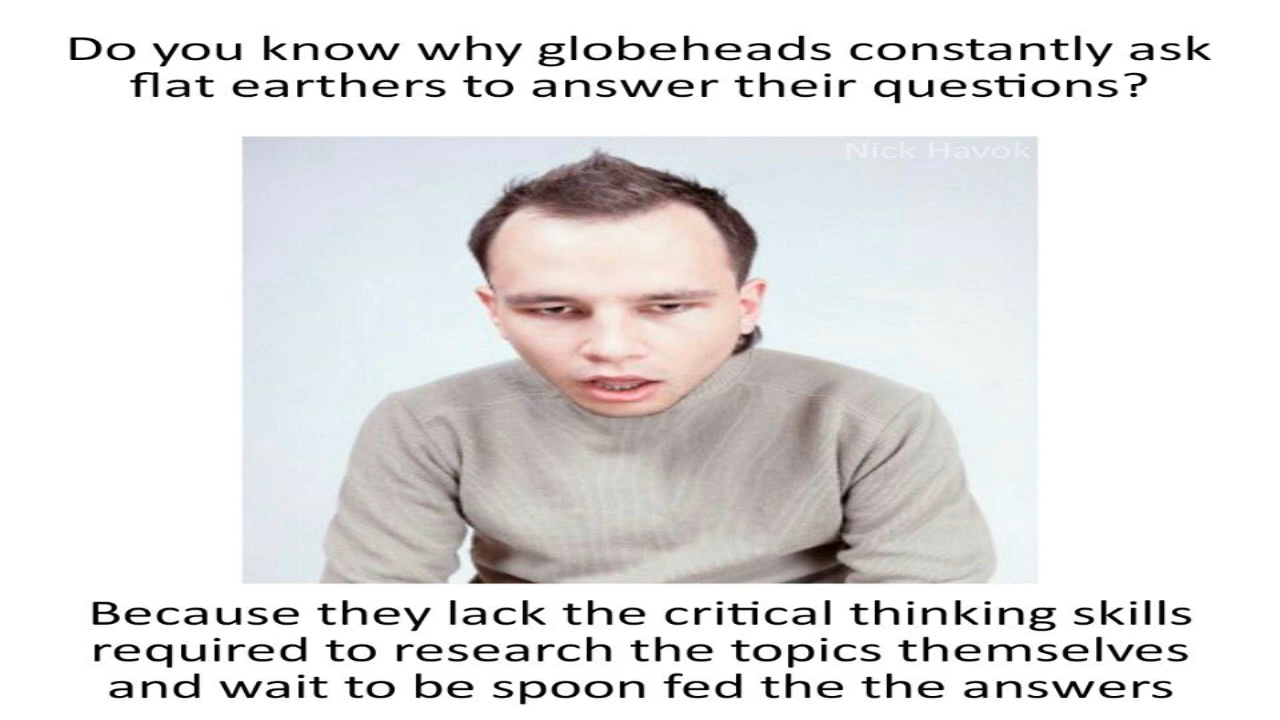 Do you know why globeheads constantly ask
flat earthers to answer their questions?
Nick Havok
Because they lack the critical thinking skills
required to research the topics themselves
and wait to be spoon fed the the answers